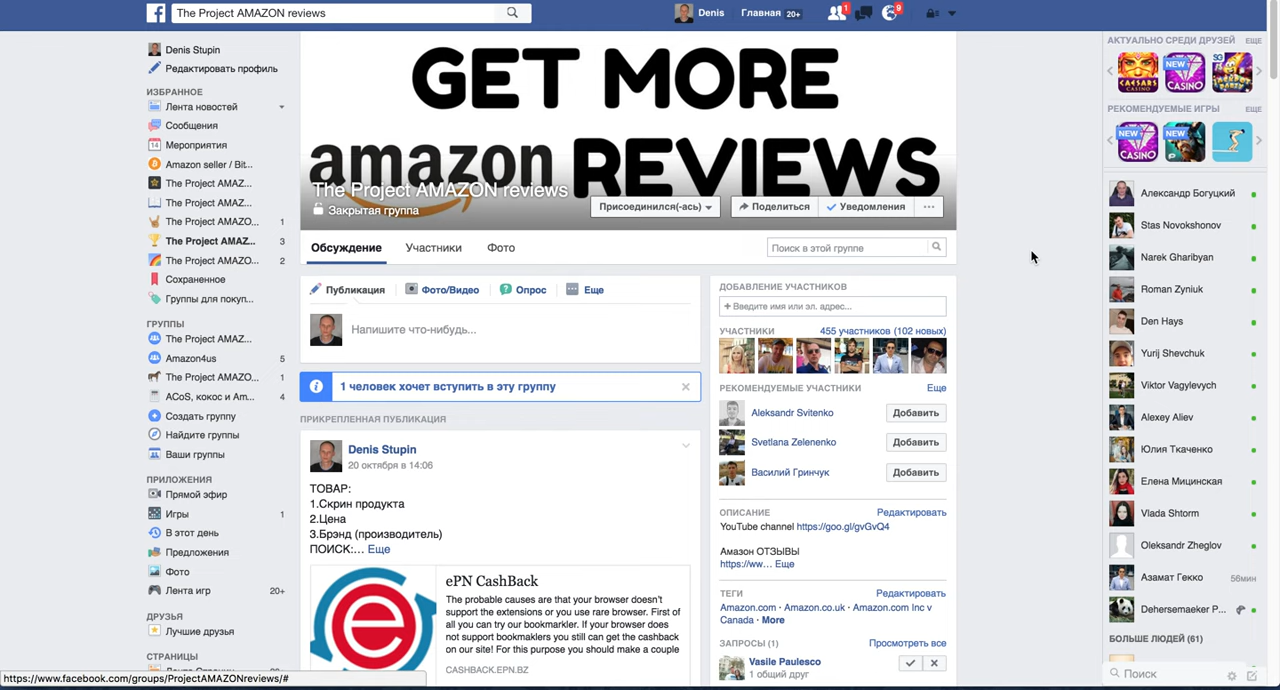 The Project AMAZON reviews
Denis
Главная 20+
1
9
Denis Stupin
Редактировать профиль
ИЗБРАННОЕ
Лента новостей
Сообщения
14
Мероприятия
Amazon seller / Bit...
The Project AMAZ...
The Project AMAZ...
The Project AMAZO... 1
The Project AMAZ... 3
The Project AMAZO... 2
Сохраненное
Группы для покуп...
ГРУППЫ
The Project AMAZ...
Amazon4us 5
The Project AMAZO... 1
ACoS, кокос и Am... 4
Создать группу
Найдите группы
Ваши группы
ПРИЛОЖЕНИЯ
Прямой эфир
Игры 1
В этот день
Предложения
Фото
Лента игр 20+
ДРУЗЬЯ
Лучшие друзья
СТРАНИЦЫ
https://www.facebook.com/groups/ProjectAMAZONreviews/#
GET MORE
amazon REVIEWS
The Project AMAZON reviews
Закрытая группа
Присоединился(-ась)
Поделиться
Уведомления
...
Обсуждение
Участники
Фото
Поиск в этой группе
Публикация
Фото/Видео
Опрос
Еще
Напишите что-нибудь...
1 человек хочет вступить в эту группу
ПРИКРЕПЛЕННАЯ ПУБЛИКАЦИЯ
Denis Stupin
20 октября в 14:06
ТОВАР:
1.Скрин продукта
2.Цена
3.Брэнд (производитель)
ПОИСК:... Еще
ePN CashBack
The probable causes are that your browser doesn't
support the extensions or you use rare browser. First of
all you can try our bookmarkler. If your browser does
not support bookmaklers you still can get the cashback
on our site! For this purpose you should make a couple
CASHBACK.EPN.BZ
ДОБАВЛЕНИЕ УЧАСТНИКОВ
+ Введите имя или эл. адрес...
УЧАСТНИКИ
455 участников (102 новых)
РЕКОМЕНДУЕМЫЕ УЧАСТНИКИ
Еще
Aleksandr Svitenko
Добавить
Svetlana Zelenenko
Добавить
Василий Гринчук
Добавить
ОПИСАНИЕ
Редактировать
YouTube channel https://goo.gl/gvGvQ4
Амазон ОТЗЫВЫ
https://ww... Еще
ТЕГИ
Редактировать
Amazon.com · Amazon.co.uk · Amazon.com Inc v
Canada · More
ЗАПРОСЫ (1)
Просмотреть все
Vasile Paulesco
1 общий друг
АКТУАЛЬНО СРЕДИ ДРУЗЕЙ
ЕЩЕ
CAESARS
CASINO
NEW
CASINO
РЕКОМЕНДУЕМЫЕ ИГРЫ
ЕЩЕ
NEW
CASINO
NEW
Александр Богуцкий
Stas Novokshonov
Narek Gharibyan
Roman Zyniuk
Den Hays
Yurij Shevchuk
Viktor Vagylevych
Alexey Aliev
Юлия Ткаченко
Елена Мицинская
Vlada Shtorm
Oleksandr Zheglov
Азамат Гекко 56мин
Dehersemaeker P...
БОЛЬШЕ ЛЮДЕЙ (61)
Поиск